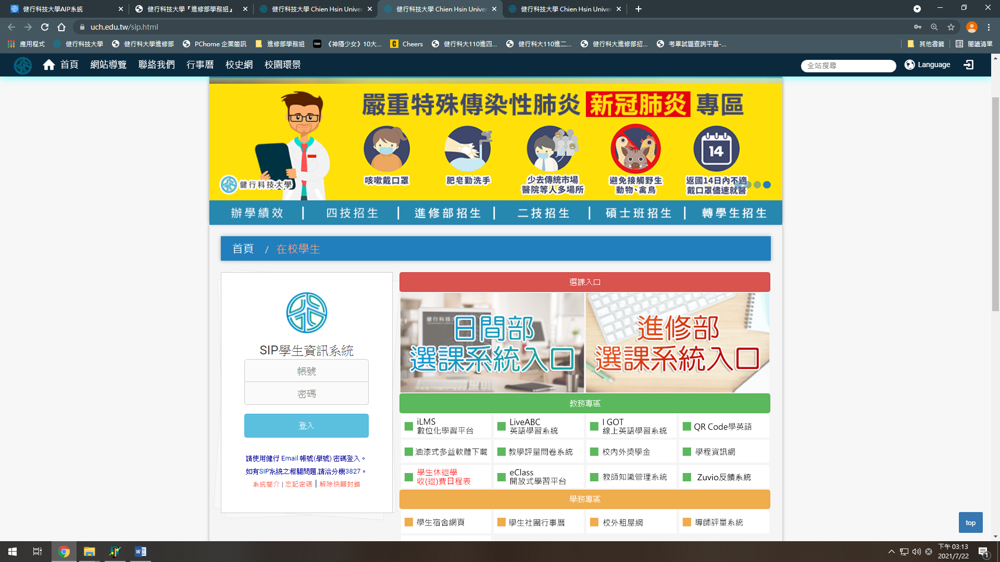 健行科技大學AIP系統
健行科技大學『進修部學務組』
健行科技大學 Chien Hsin Univer
健行科技大學 Chien Hsin Univer
健行科技大學 Chien Hsin Univer
uch.edu.tw/sip.html
應用程式
健行科技大學
健行科大學進修部
PChome 企業簡訊
進修部學務組
《神隱少女》10大...
Cheers
健行科大110進四...
健行科大110進二...
健行科大進修部招...
考畢試題查詢平臺-...
其他書籤
閱讀清單
首頁 網站導覽 聯絡我們 行事曆 校史網 校園環景
全站搜尋
Language
嚴重特殊傳染性肺炎 新冠肺炎 專區
14
咳嗽戴口罩
肥皂勤洗手
少去傳統市場
醫院等人多場所
避免接觸野生
動物、禽鳥
返國14日內不適
戴口罩儘速就醫
健行科技大學
辦學績效 | 四技招生 | 進修部招生 | 二技招生 | 碩士班招生 | 轉學生招生
首頁 / 在校學生
SIP學生資訊系統
帳號
密碼
登入
請使用健行 Email 帳號(學號) 密碼登入。
如有SIP系統之相關問題,請洽分機3827。
系統簡介 | 忘記密碼 | 解除快顯封鎖
選課入口
日間部
選課系統入口
進修部
選課系統入口
教務專區
iLMS
數位化學習平台
LiveABC
英語學習系統
I GOT
線上英語學習系統
QR Code學英語
油漆式多益軟體下載
教學評量問卷系統
校內外獎學金
學程資訊網
學生休退學
收(退)費日程表
eClass
開放式學習平台
教師知識管理系統
Zuvio反饋系統
學務專區
學生宿舍網頁
學生社團行事曆
校外租屋網
導師評量系統
top
下午 03:13
2021/7/22
1